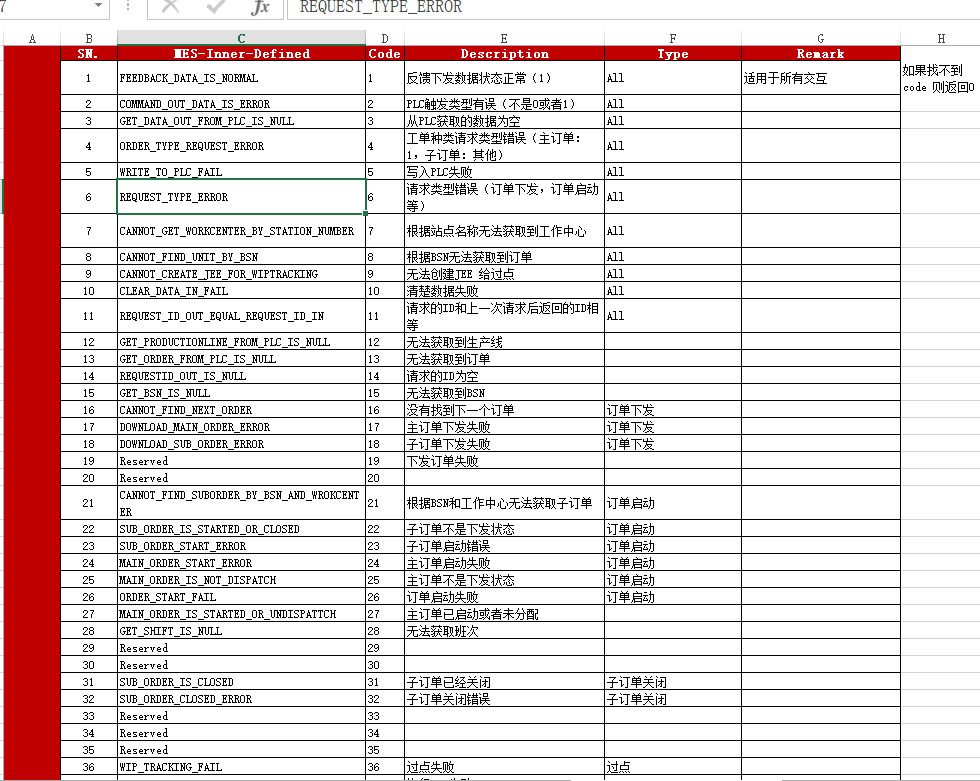 7 fx REQUEST_TYPE_ERROR
A B C D E F G H
SN. MES-Inner-Defined Code Description Type Remark
1 FEEDBACK_DATA_IS_NORMAL 1 反馈下发数据状态正常（1） All 适用于所有交互
如果找不到
code 则返回0
2 COMMAND_OUT_DATA_IS_ERROR 2 PLC触发类型有误（不是0或者1） All
3 GET_DATA_OUT_FROM_PLC_IS_NULL 3 从PLC获取的数据为空 All
4 ORDER_TYPE_REQUEST_ERROR 4 工单种类请求类型错误（主订单： All
1，子订单：其他）
5 WRITE_TO_PLC_FAIL 5 写入PLC失败 All
6 REQUEST_TYPE_ERROR 6 请求类型错误（订单下发，订单启动 All
等）
7 CANNOT_GET_WORKCENTER_BY_STATION_NUMBER 7 根据站点名称无法获取到工作中心 All
8 CANNOT_FIND_UNIT_BY_BSN 8 根据BSN无法获取到订单 All
9 CANNOT_CREATE_JEE_FOR_WIPTRACKING 9 无法创建JEE 给过点 All
10 CLEAR_DATA_IN_FAIL 10 清楚数据失败 All
11 REQUEST_ID_OUT_EQUAL_REQUEST_ID_IN 11 请求的ID和上一次请求后返回的ID相 All
等
12 GET_PRODUCTIONLINE_FROM_PLC_IS_NULL 12 无法获取到生产线
13 GET_ORDER_FROM_PLC_IS_NULL 13 无法获取到订单
14 REQUESTID_OUT_IS_NULL 14 请求的ID为空
15 GET_BSN_IS_NULL 15 无法获取到BSN
16 CANNOT_FIND_NEXT_ORDER 16 没有找到下一个订单 订单下发
17 DOWNLOAD_MAIN_ORDER_ERROR 17 主订单下发失败 订单下发
18 DOWNLOAD_SUB_ORDER_ERROR 18 子订单下发失败 订单下发
19 Reserved 19 下发订单失败
20 Reserved 20
21 CANNOT_FIND_SUBORDER_BY_BSN_AND_WROKCENT 21 根据BSN和工作中心无法获取子订单 订单启动
ER
22 SUB_ORDER_IS_STARTED_OR_CLOSED 22 子订单不是下发状态 订单启动
23 SUB_ORDER_START_ERROR 23 子订单启动错误 订单启动
24 MAIN_ORDER_START_ERROR 24 主订单启动失败 订单启动
25 MAIN_ORDER_IS_NOT_DISPATCH 25 主订单不是下发状态 订单启动
26 ORDER_START_FAIL 26 订单启动失败 订单启动
27 MAIN_ORDER_IS_STARTED_OR_UNDISPATTCH 27 主订单已启动或者未分配
28 GET_SHIFT_IS_NULL 28 无法获取班次
29 Reserved 29
30 Reserved 30
31 SUB_ORDER_IS_CLOSED 31 子订单已经关闭 子订单关闭
32 SUB_ORDER_CLOSED_ERROR 32 子订单关闭错误 子订单关闭
33 Reserved 33
34 Reserved 34
35 Reserved 35
36 WIP_TRACKING_FAIL 36 过点失败 过点